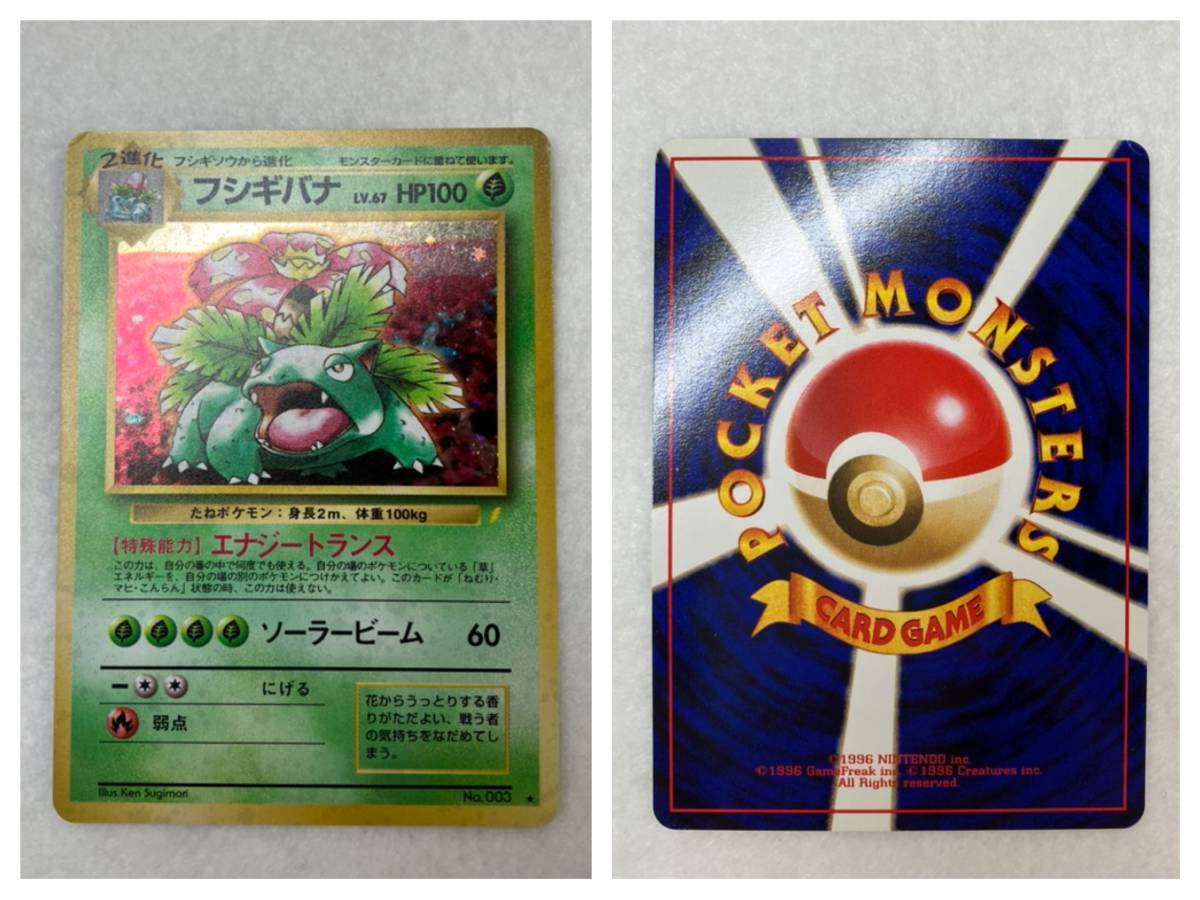 2進化 フシギソウから進化 モンスターカードに重ねて使います。
フシギバナ LV.67 HP100
たねポケモン：身長2m、体重100kg
【特殊能力】エナジートランス
この力は、自分の番の中で何度でも使える。自分の場のポケモンについている「草」
エネルギーを、自分の場の別のポケモンにつけかえてよい。このカードが「ねむり・
マヒ・こんらん」状態の時、この力は使えない。
ソーラービーム 60
にげる
弱点
花からうっとりする香
りがただよい、戦う者
の気持ちをなだめてし
まう。
Illus.Ken Sugimori No. 003 ★
POCKET MONSTERS
CARD GAME
©1996 NINTENDO inc.
©1996 GameFreak inc. ©1996 Creatures inc.
All Rights reserved.